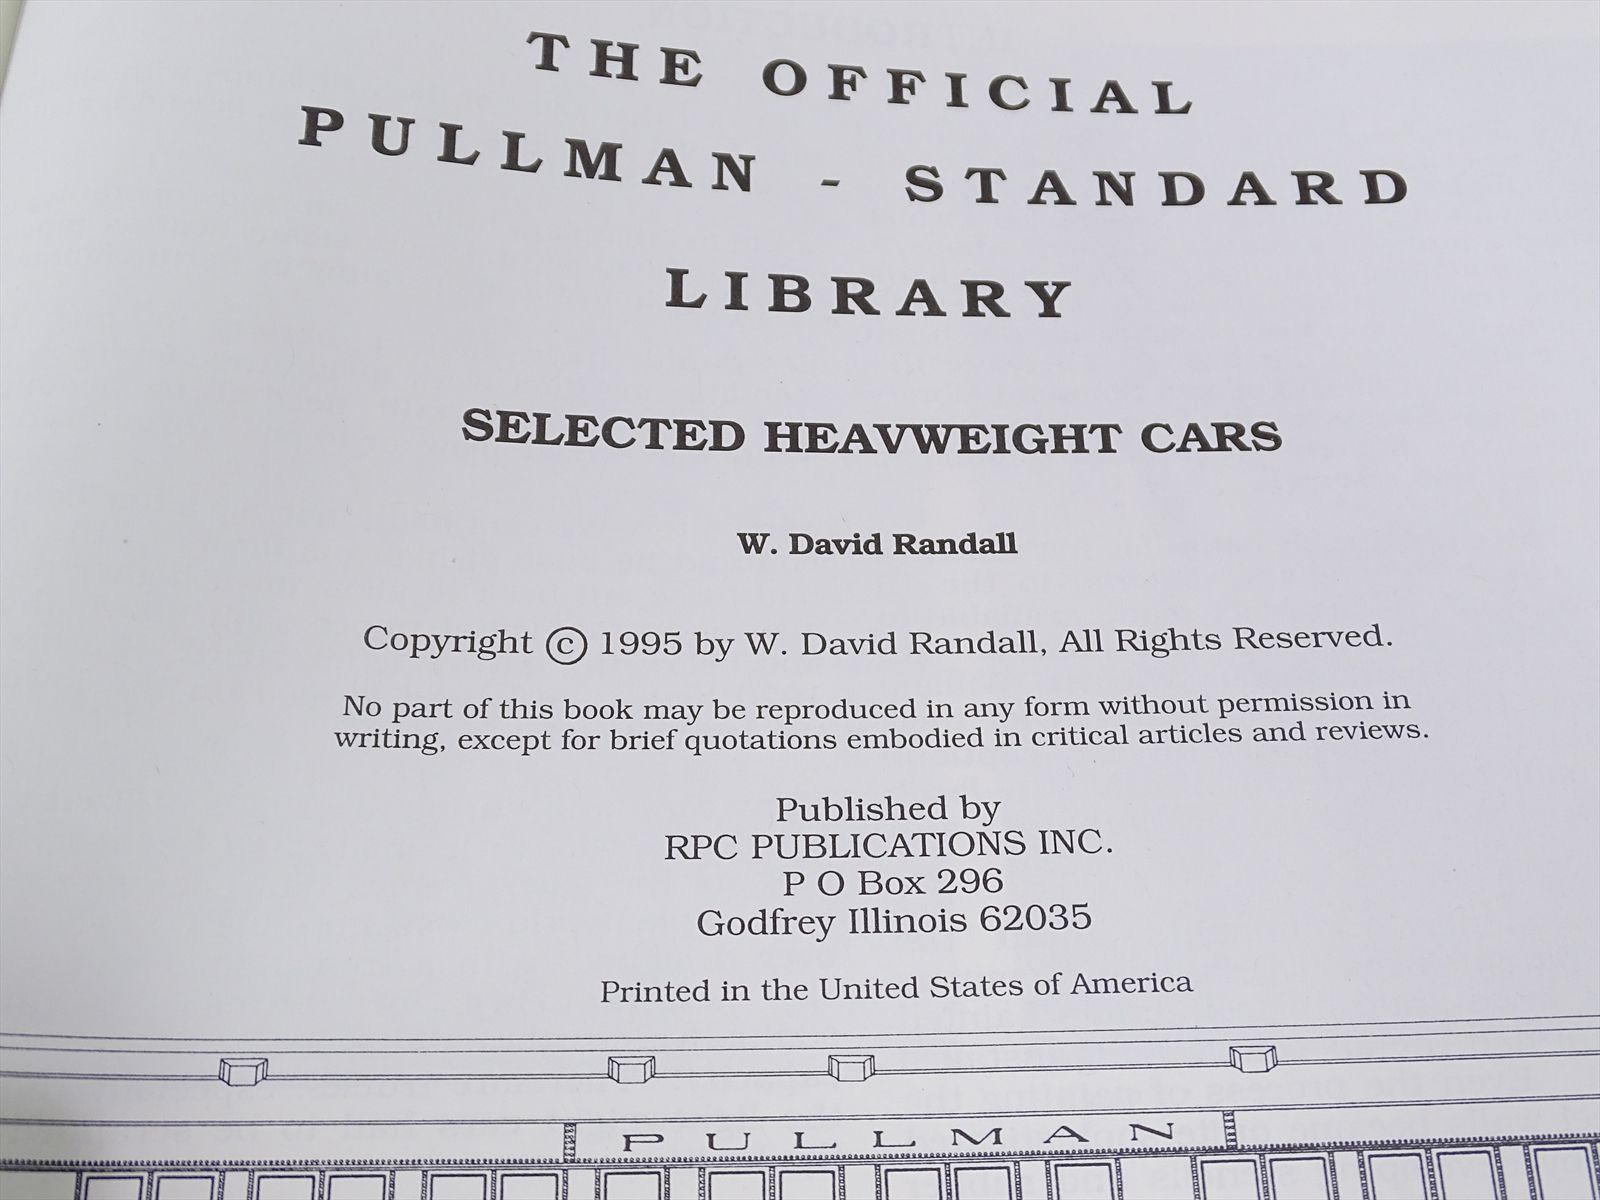 THE OFFICIAL
PULLMAN - STANDARD
LIBRARY
SELECTED HEAVWEIGHT CARS
W. David Randall
Copyright © 1995 by W. David Randall, All Rights Reserved.
No part of this book may be reproduced in any form without permission in
writing, except for brief quotations embodied in critical articles and reviews.
Published by
RPC PUBLICATIONS INC.
P O Box 296
Godfrey Illinois 62035
Printed in the United States of America
PULLMAN